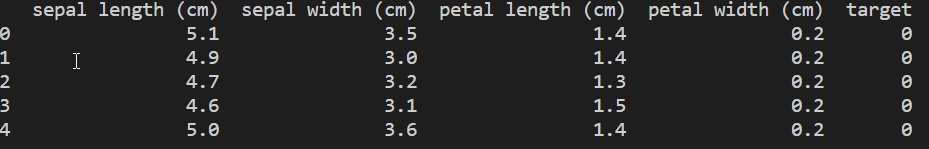 sepal length (cm) sepal width (cm) petal length (cm) petal width (cm) target
0 5.1 3.5 1.4 0.2 0
1 4.9 3.0 1.4 0.2 0
2 4.7 3.2 1.3 0.2 0
3 4.6 3.1 1.5 0.2 0
4 5.0 3.6 1.4 0.2 0